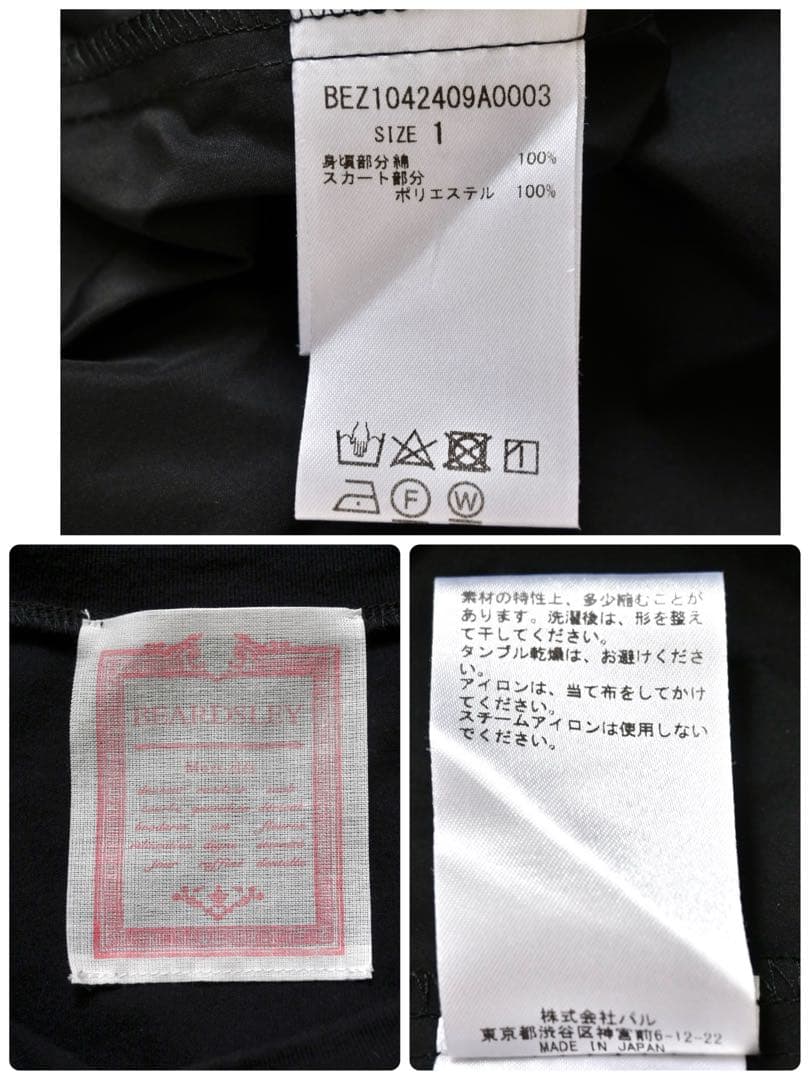 BEZ1042409A0003
SIZE 1
身頃部分綿 100%
スカート部分
ポリエステル 100%
F
W
BEARDSLEY
素材の特性上、多少縮むことが
あります。洗濯後は、形を整え
て干してください。
タンブル乾燥は、お避けくださ
い。
アイロンは、当て布をしてかけ
てください。
スチームアイロンは使用しない
でください。
株式会社パル
東京都渋谷区神宮前6-12-22
MADE IN JAPAN